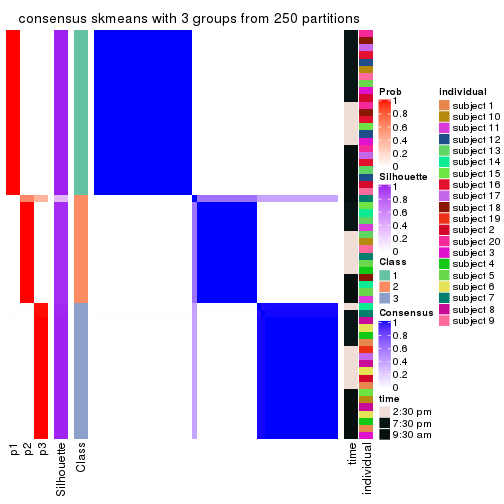 consensus skmeans with 3 groups from 250 partitions
Prob
1
0.8
0.6
0.4
0.2
0
Silhouette
1
0.8
0.6
0.4
0.2
0
Class
1
2
3
Consensus
1
0.8
0.6
0.4
0.2
0
time
2:30 pm
7:30 pm
9:30 am
individual
subject 1
subject 10
subject 11
subject 12
subject 13
subject 14
subject 15
subject 16
subject 17
subject 18
subject 19
subject 2
subject 20
subject 3
subject 4
subject 5
subject 6
subject 7
subject 8
subject 9
p1
p2
p3
Silhouette
Class
time
individual